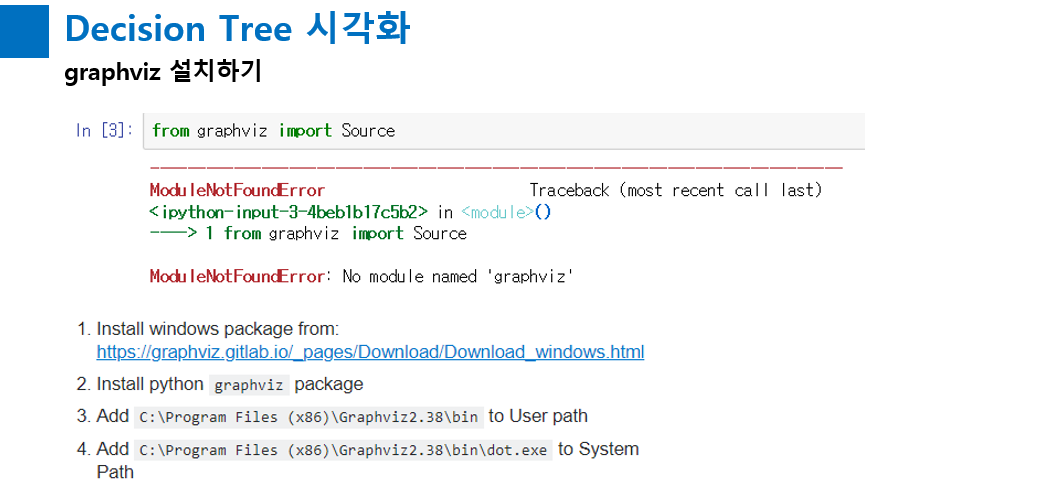 Decision Tree 시각화
graphviz 설치하기
In [3]: from graphviz import Source
---------------------------------------------------------------------------
ModuleNotFoundError Traceback (most recent call last)
<ipython-input-3-4beb1b17c5b2> in <module>()
----> 1 from graphviz import Source
ModuleNotFoundError: No module named 'graphviz'
1. Install windows package from:
https://graphviz.gitlab.io/_pages/Download/Download_windows.html
2. Install python graphviz package
3. Add C:\Program Files (x86)\Graphviz2.38\bin to User path
4. Add C:\Program Files (x86)\Graphviz2.38\bin\dot.exe to System
Path